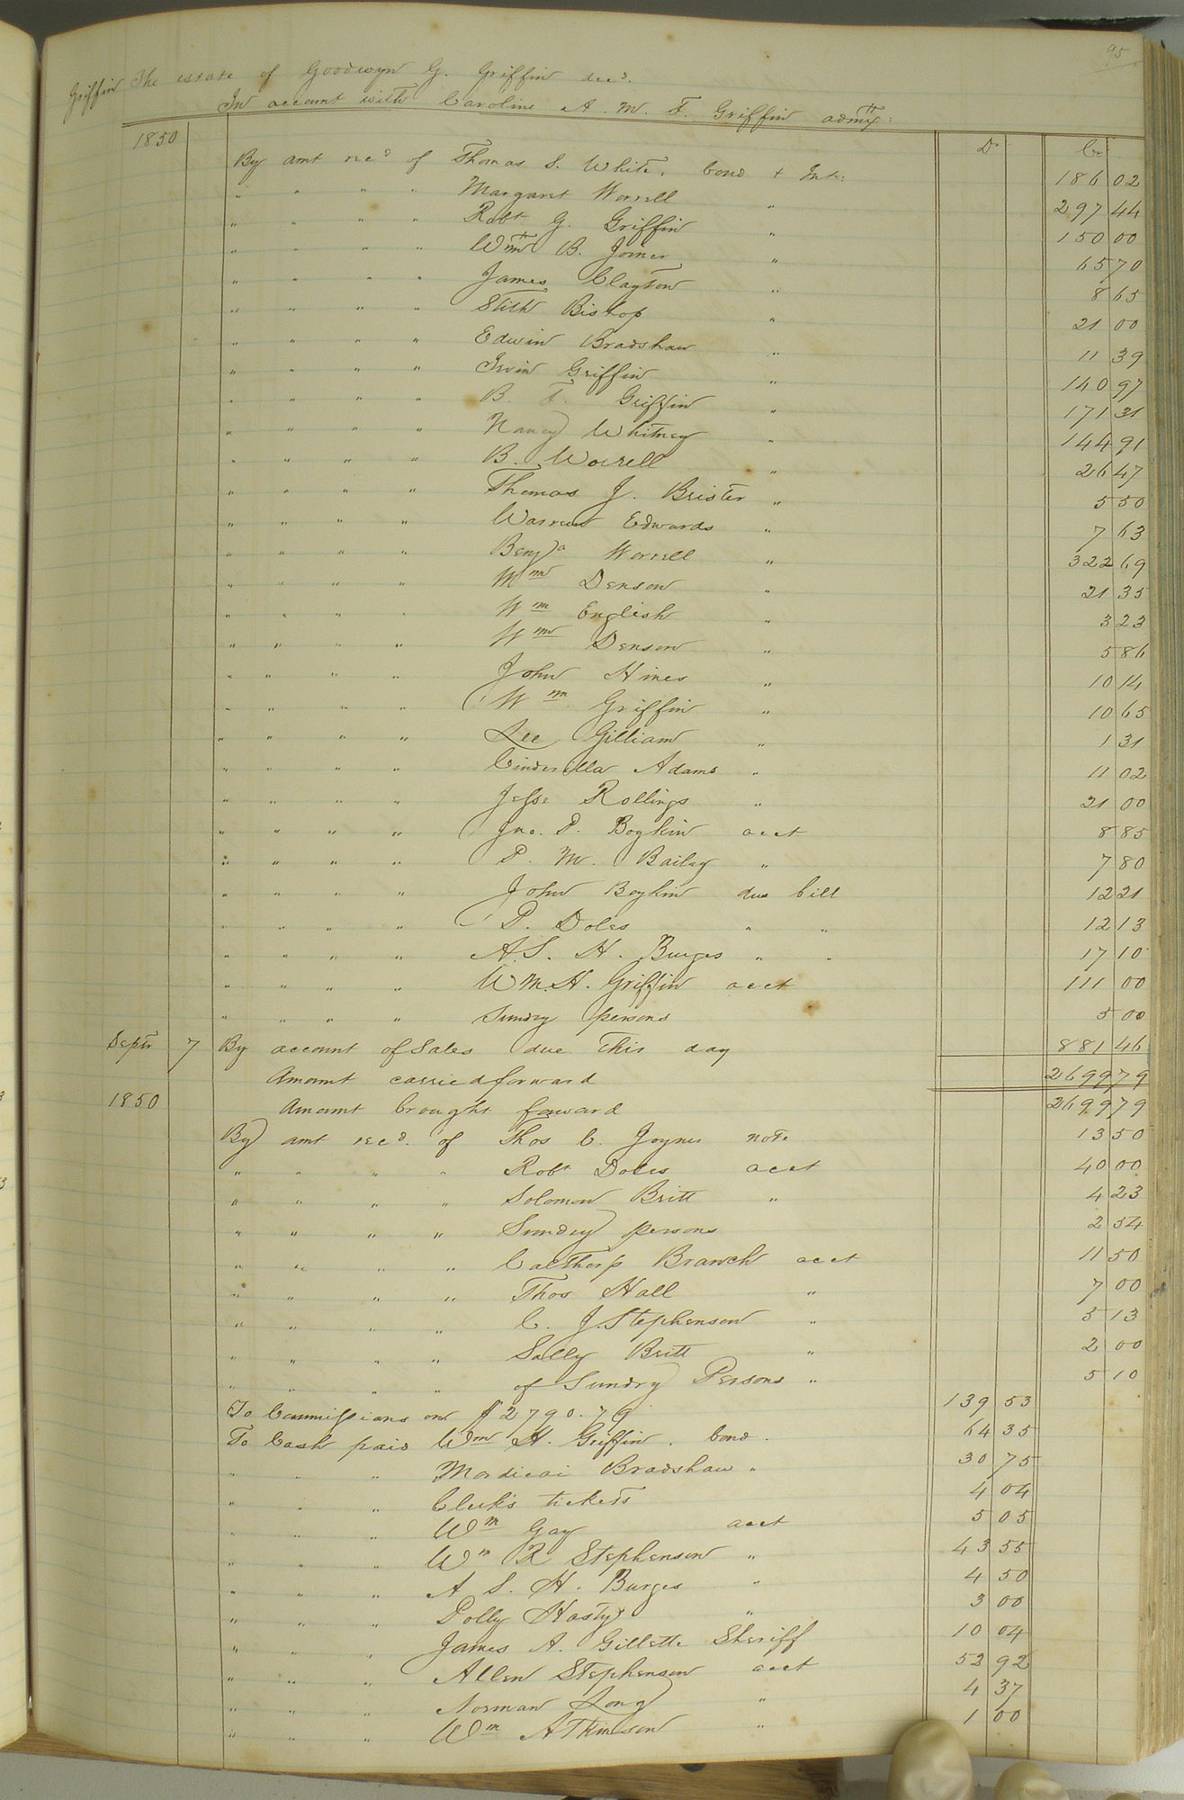 95
Griffin The estate of Goodwyn G. Griffin decd.
In account with Caroline A. M. F. Griffin admtx:
1850 Dr Cr
By amt recd of Thomas S. White, bond & Int: 186 02
" " " " Margaret Worrell " 297 44
" " " " Robt G. Griffin " 150 00
" " " " Wm B. Joiner " 65 70
" " " " James Clayton " 8 65
" " " " Stith Bishop " 21 00
" " " " Edwin Bradshaw " 11 39
" " " " Irvin Griffin " 140 97
" " " " B. F. Griffin " 171 31
" " " " Nancy Whitney " 144 91
" " " " B. Worrell " 26 47
" " " " Thomas J. Brister " 5 50
" " " " Warren Edwards " 7 63
" " " " Benja Worrell " 322 69
" " " " Wm Denson " 21 35
" " " " Wm English " 3 23
" " " " Wm Denson " 5 86
" " " " John Hines " 10 14
" " " " Wm Griffin " 10 65
" " " " Lee Gilliam " 1 31
" " " " Cinderella Adams " 11 02
" " " " Jesse Rollings " 21 00
" " " " Jno. P. Boykin acct 8 85
" " " " P. M. Bailey " 7 80
" " " " John Boykin due bill 12 21
" " " " P. Doles " " 12 13
" " " " A. S. H. Burges " " 17 10
" " " " W M. H. Griffin acct 111 00
" " " " Sundry persons 5 00
Septr 7 By account of Sales due this day 881 46
Amount carried forward 2699 79
1850 Amount brought forward 2699 79
By amt recd. of Thos C. Joyner note 13 50
" " " " Robt Doles acct 40 00
" " " " Solomon Britt " 4 23
" " " " Sundry persons 2 54
" " " " Calthorp Branch acct 11 50
" " " " Thos Hall " 7 00
" " " " C. J. Stephenson " 5 13
" " " " Sally Britt " 2 00
" " " " of Sundry Persons " 5 10
To Commissions on $2790.79 139 53
To Cash paid Wm H. Griffin. bond. 64 35
" " " Mordicai Bradshaw " 30 75
" " " Clerk's tickets 4 04
" " " Wm Gay acct 5 05
" " " Wm R Stephenson " 43 55
" " " A S. H. Burges " 4 50
" " " Polly Hasty " 3 00
" " " James A. Gillette Sheriff 10 04
" " " Allen Stephenson acct 52 92
" " " Norman Long " 4 37
" " " Wm Atkinson " 1 00